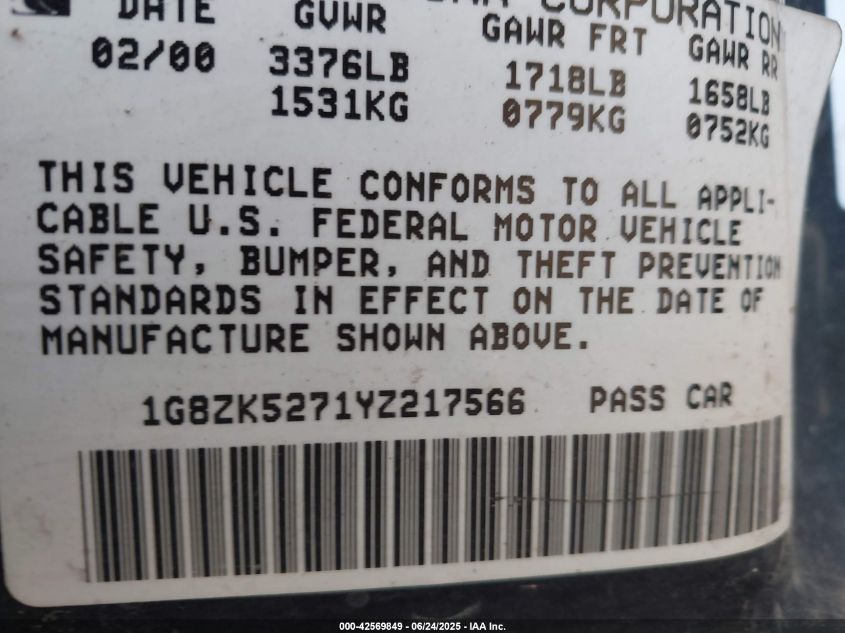 CORPORATION
DATE GVWR GAWR FRT GAWR RR
02/00 3376LB 1718LB 1658LB
1531KG 0779KG 0752KG
THIS VEHICLE CONFORMS TO ALL APPLI-
CABLE U.S. FEDERAL MOTOR VEHICLE
SAFETY, BUMPER, AND THEFT PREVENTION
STANDARDS IN EFFECT ON THE DATE OF
MANUFACTURE SHOWN ABOVE.
1G8ZK5271YZ217566 PASS CAR
000-42569849 - 06/24/2025 - IAA Inc.